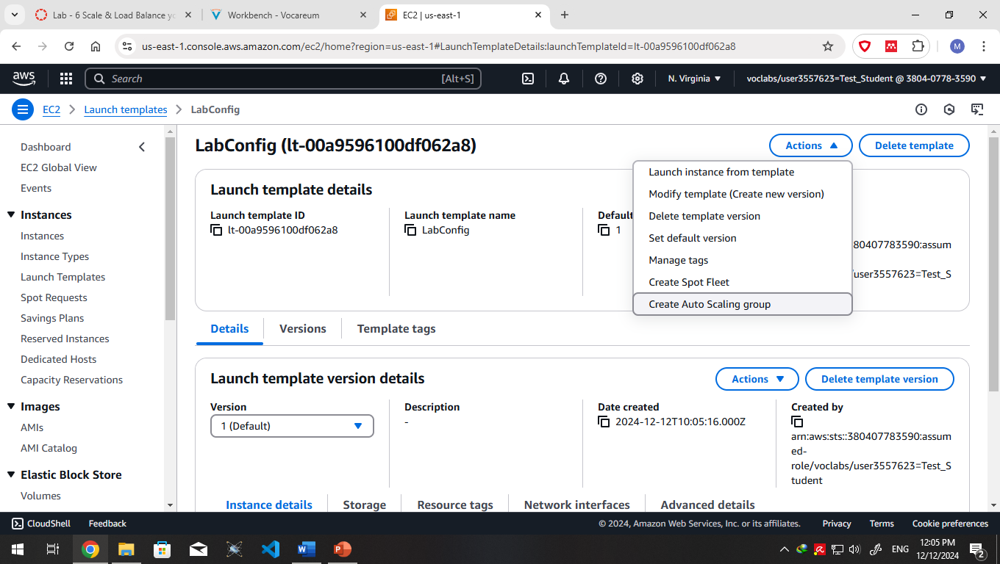 Lab - 6 Scale & Load Balance yo
Workbench - Vocareum
EC2 | us-east-1
us-east-1.console.aws.amazon.com/ec2/home?region=us-east-1#LaunchTemplateDetails:launchTemplateId=lt-00a9596100df062a8
M
aws
Search
[Alt+S]
N. Virginia
voclabs/user3557623=Test_Student @ 3804-0778-3590
EC2
Launch templates
LabConfig
Dashboard
EC2 Global View
Events
Instances
Instances
Instance Types
Launch Templates
Spot Requests
Savings Plans
Reserved Instances
Dedicated Hosts
Capacity Reservations
Images
AMIs
AMI Catalog
Elastic Block Store
Volumes
LabConfig (lt-00a9596100df062a8)
Actions
Delete template
Launch instance from template
Modify template (Create new version)
Delete template version
Set default version
Manage tags
Create Spot Fleet
Create Auto Scaling group
Launch template details
Launch template ID
lt-00a9596100df062a8
Launch template name
LabConfig
Default
1
80407783590:assum
/user3557623=Test_S
Details
Versions
Template tags
Launch template version details
Actions
Delete template version
Version
1 (Default)
Description
-
Date created
2024-12-12T10:05:16.000Z
Created by
arn:aws:sts::380407783590:assum
ed-
role/voclabs/user3557623=Test_S
tudent
Instance details
Storage
Resource tags
Network interfaces
Advanced details
CloudShell
Feedback
© 2024, Amazon Web Services, Inc. or its affiliates.
Privacy
Terms
Cookie preferences
ENG
12:05 PM
12/12/2024
2